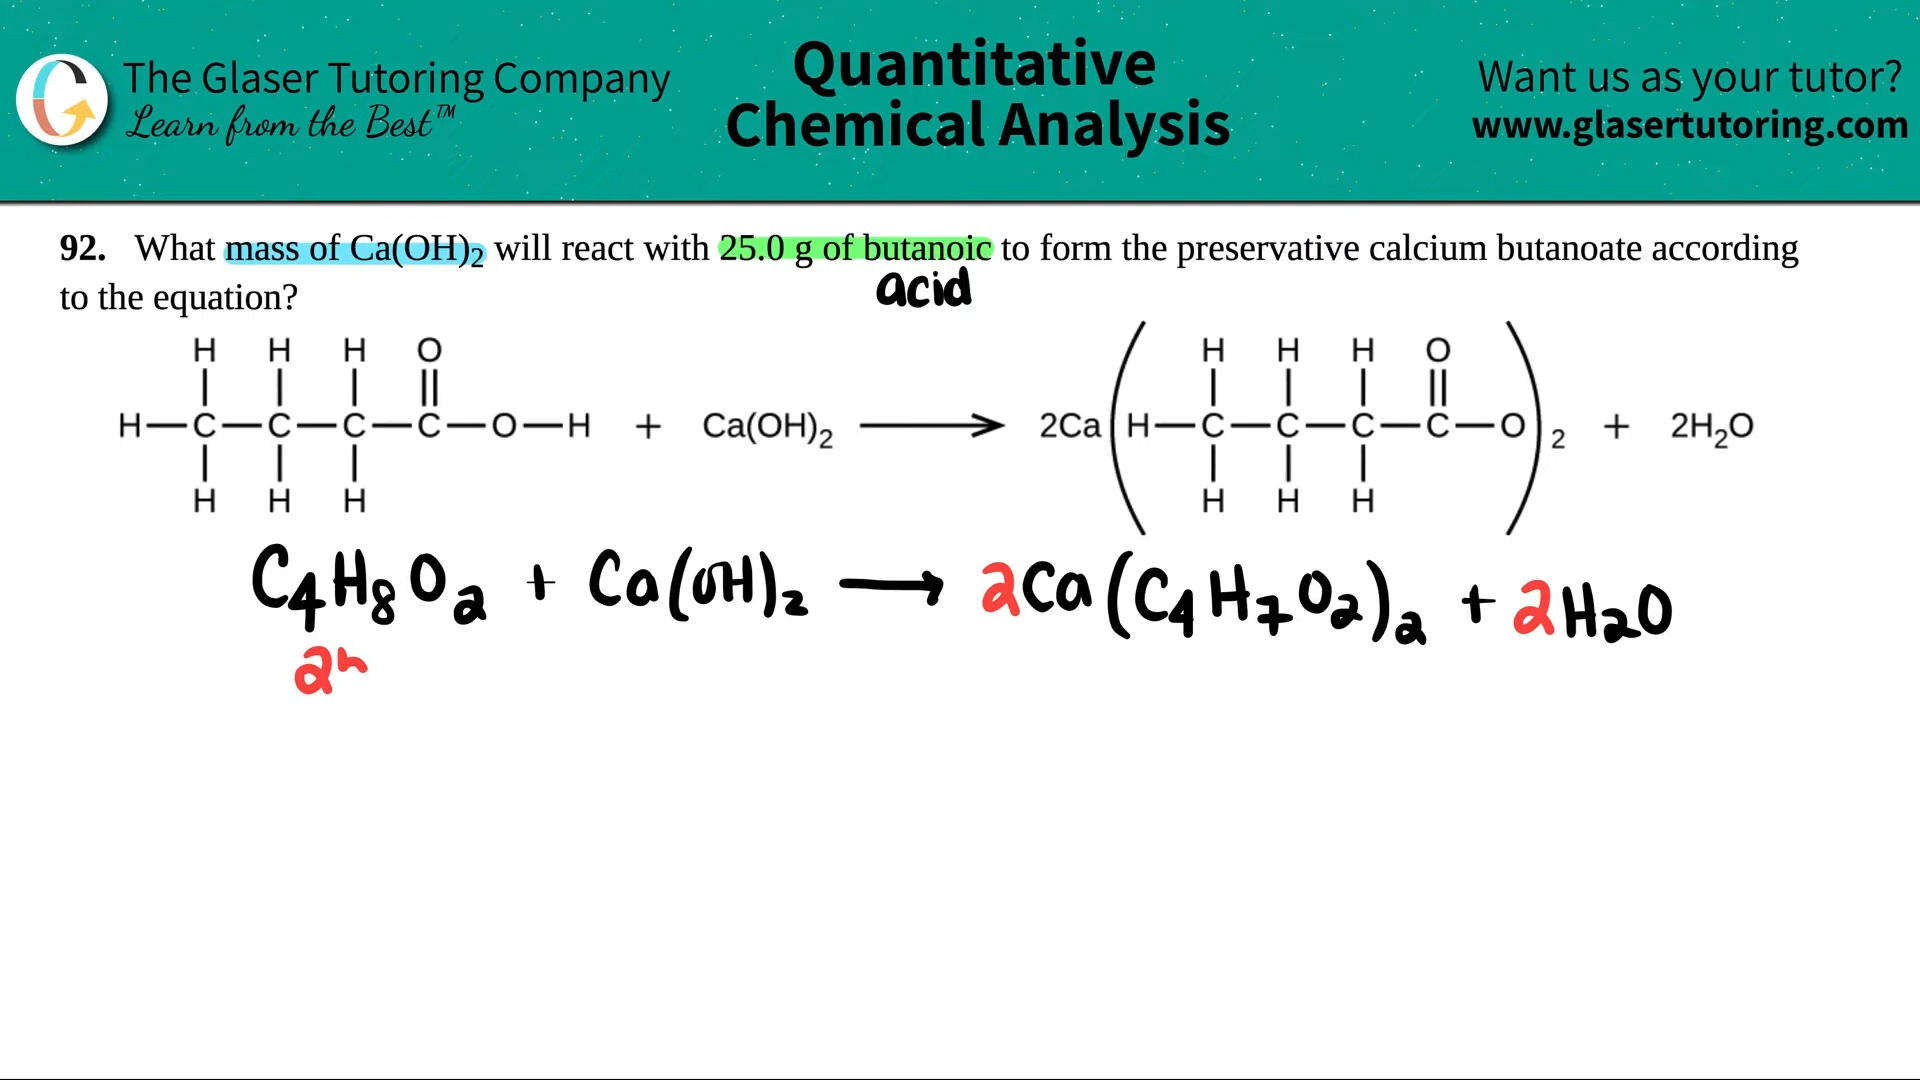 The Glaser Tutoring Company
Learn from the Best™
Quantitative
Chemical Analysis
Want us as your tutor?
www.glasertutoring.com
92. What mass of Ca(OH)₂ will react with 25.0 g of butanoic to form the preservative calcium butanoate according
acid
to the equation?
H H H O
H—C—C—C—C—O—H + Ca(OH)₂ ⟶ 2Ca(H—C—C—C—C—O)₂ + 2H₂O
H H H
H H H O
H H H
C₄H₈O₂ + Ca(OH)₂ ⟶ 2Ca(C₄H₇O₂)₂ + 2H₂O
2